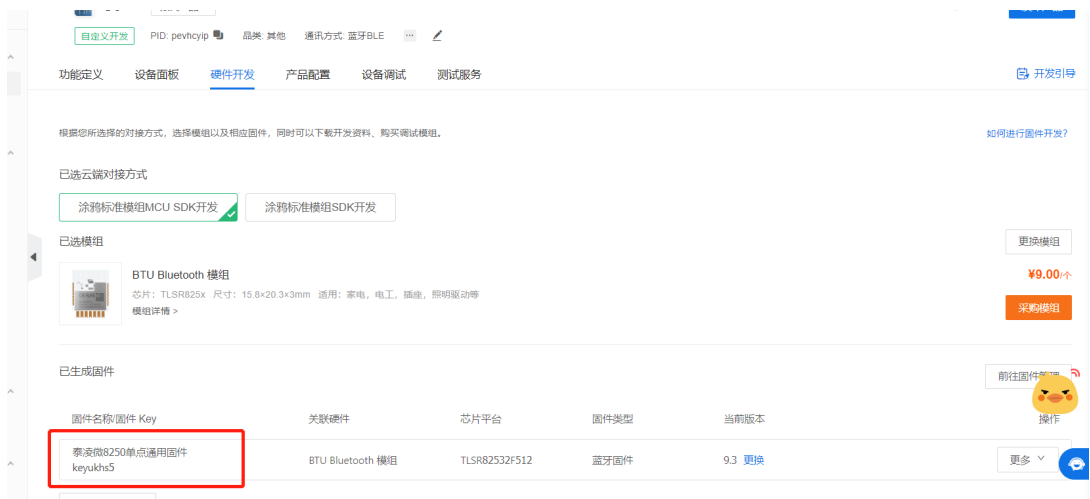 自定义开发 PID: pevhcyip 品类: 其他 通讯方式: 蓝牙BLE ...
功能定义 设备面板 硬件开发 产品配置 设备调试 测试服务 开发引导
根据您所选择的对接方式，选择模组以及相应固件，同时可以下载开发资料、购买调试模组。 如何进行固件开发?
已选云端对接方式
涂鸦标准模组MCU SDK开发 涂鸦标准模组SDK开发
已选模组 更换模组
BTU Bluetooth 模组 ¥9.00/个
芯片：TLSR825x 尺寸：15.8×20.3×3mm 适用：家电，电工，插座，照明驱动等
模组详情 > 采购模组
已生成固件 前往固件管理
固件名称/固件 Key 关联硬件 芯片平台 固件类型 当前版本 操作
泰凌微8250单点通用固件
keyukhs5 BTU Bluetooth 模组 TLSR82532F512 蓝牙固件 9.3 更换 更多